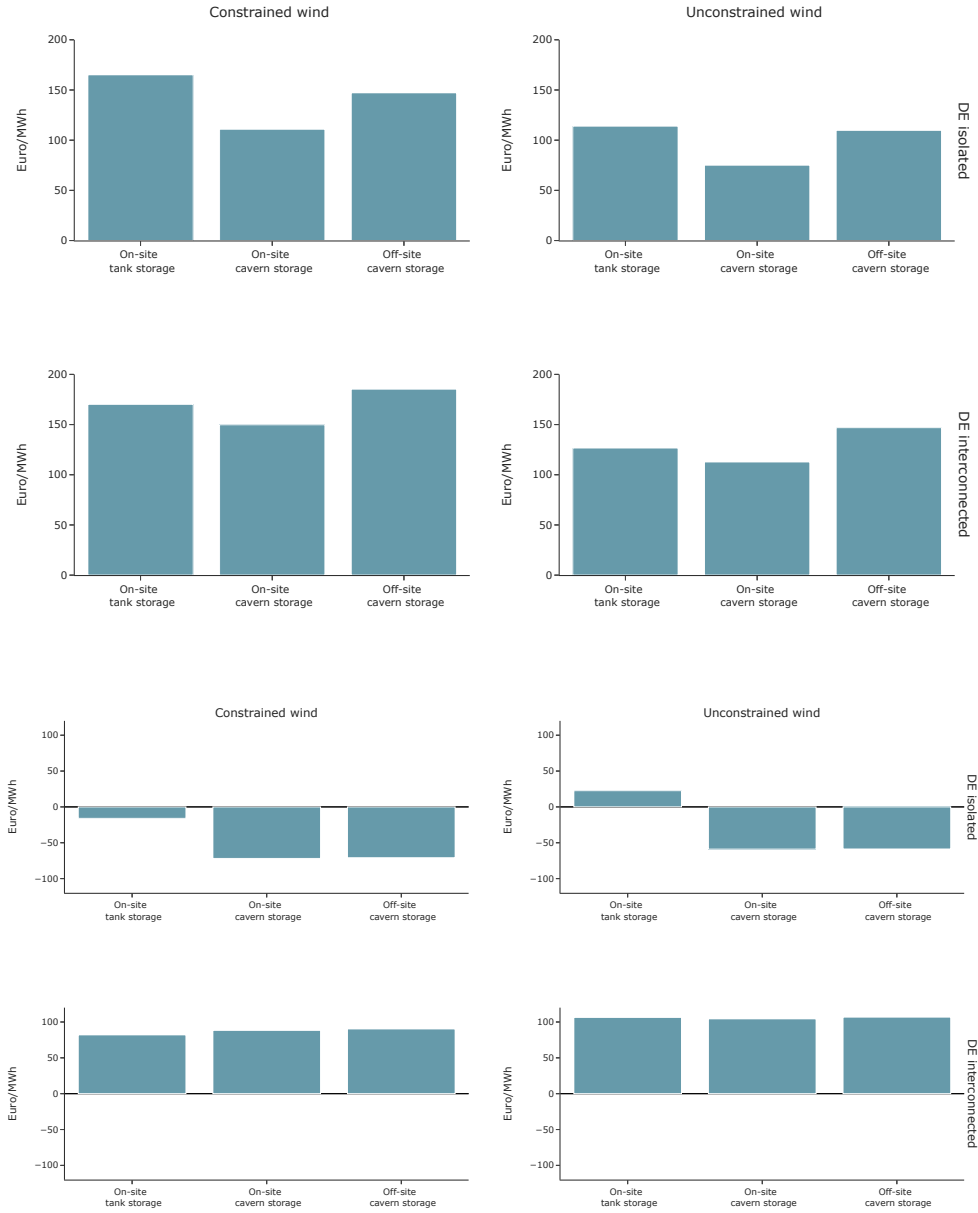 Constrained wind
Unconstrained wind
200
150
100
50
0
Euro/MWh
On-site
tank storage
On-site
cavern storage
Off-site
cavern storage
200
150
100
50
0
Euro/MWh
On-site
tank storage
On-site
cavern storage
Off-site
cavern storage
DE isolated
200
150
100
50
0
Euro/MWh
On-site
tank storage
On-site
cavern storage
Off-site
cavern storage
200
150
100
50
0
Euro/MWh
On-site
tank storage
On-site
cavern storage
Off-site
cavern storage
DE interconnected
Constrained wind
Unconstrained wind
100
50
0
−50
−100
Euro/MWh
On-site
tank storage
On-site
cavern storage
Off-site
cavern storage
100
50
0
−50
−100
Euro/MWh
On-site
tank storage
On-site
cavern storage
Off-site
cavern storage
DE isolated
100
50
0
−50
−100
Euro/MWh
On-site
tank storage
On-site
cavern storage
Off-site
cavern storage
100
50
0
−50
−100
Euro/MWh
On-site
tank storage
On-site
cavern storage
Off-site
cavern storage
DE interconnected